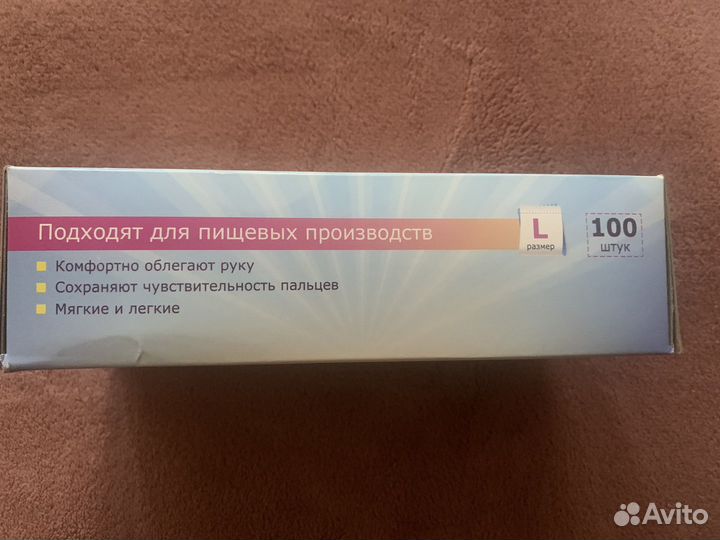 Подходят для пищевых производств
L
размер
100
штук
Комфортно облегают руку
Сохраняют чувствительность пальцев
Мягкие и легкие
Avito